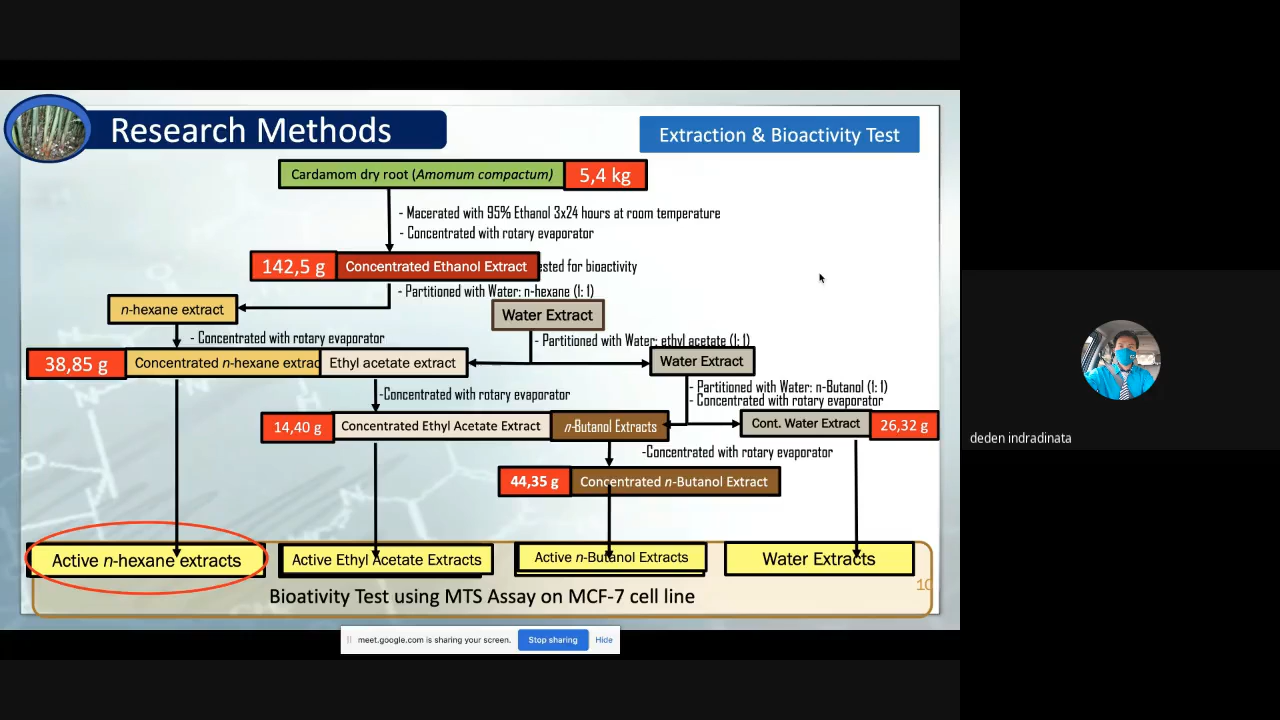 Research Methods
Extraction & Bioactivity Test
Cardamom dry root (Amomum compactum)
5,4 kg
- Macerated with 95% Ethanol 3x24 hours at room temperature
- Concentrated with rotary evaporator
142,5 g
Concentrated Ethanol Extract
ested for bioactivity
- Partitioned with Water: n-hexane (1: 1)
n-hexane extract
Water Extract
- Concentrated with rotary evaporator
- Partitioned with Water: ethyl acetate (1: 1)
38,85 g
Concentrated n-hexane extrac
Ethyl acetate extract
Water Extract
-Concentrated with rotary evaporator
- Partitioned with Water: n-Butanol (1: 1)
- Concentrated with rotary evaporator
14,40 g
Concentrated Ethyl Acetate Extract
n-Butanol Extracts
Cont. Water Extract
26,32 g
-Concentrated with rotary evaporator
44,35 g
Concentrated n-Butanol Extract
Active n-hexane extracts
Active Ethyl Acetate Extracts
Active n-Butanol Extracts
Water Extracts
10
Bioativity Test using MTS Assay on MCF-7 cell line
meet.google.com is sharing your screen.
Stop sharing
Hide
deden indradinata